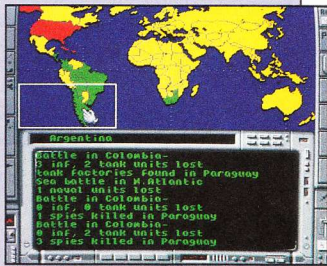 Argentina
Battle in Colombia-
3 inf, 2 tank units lost
tank factories found in Paraguay
Sea battle in N.Atlantic
1 naval units lost
Battle in Colombia-
0 inf, 0 tank units lost
1 spies killed in Paraguay
Battle in Colombia-
0 inf, 2 tank units lost
3 spies killed in Paraguay